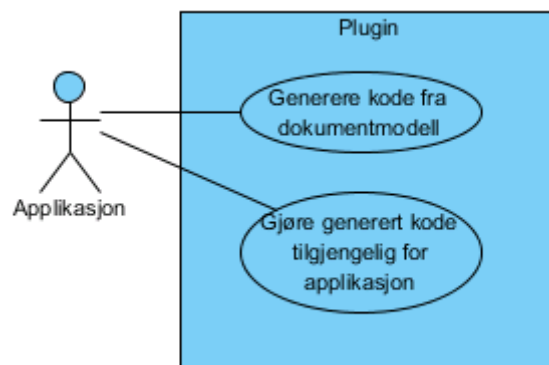 Plugin
Generere kode fra
dokumentmodell
Applikasjon
Gjøre generert kode
tilgjengelig for
applikasjon